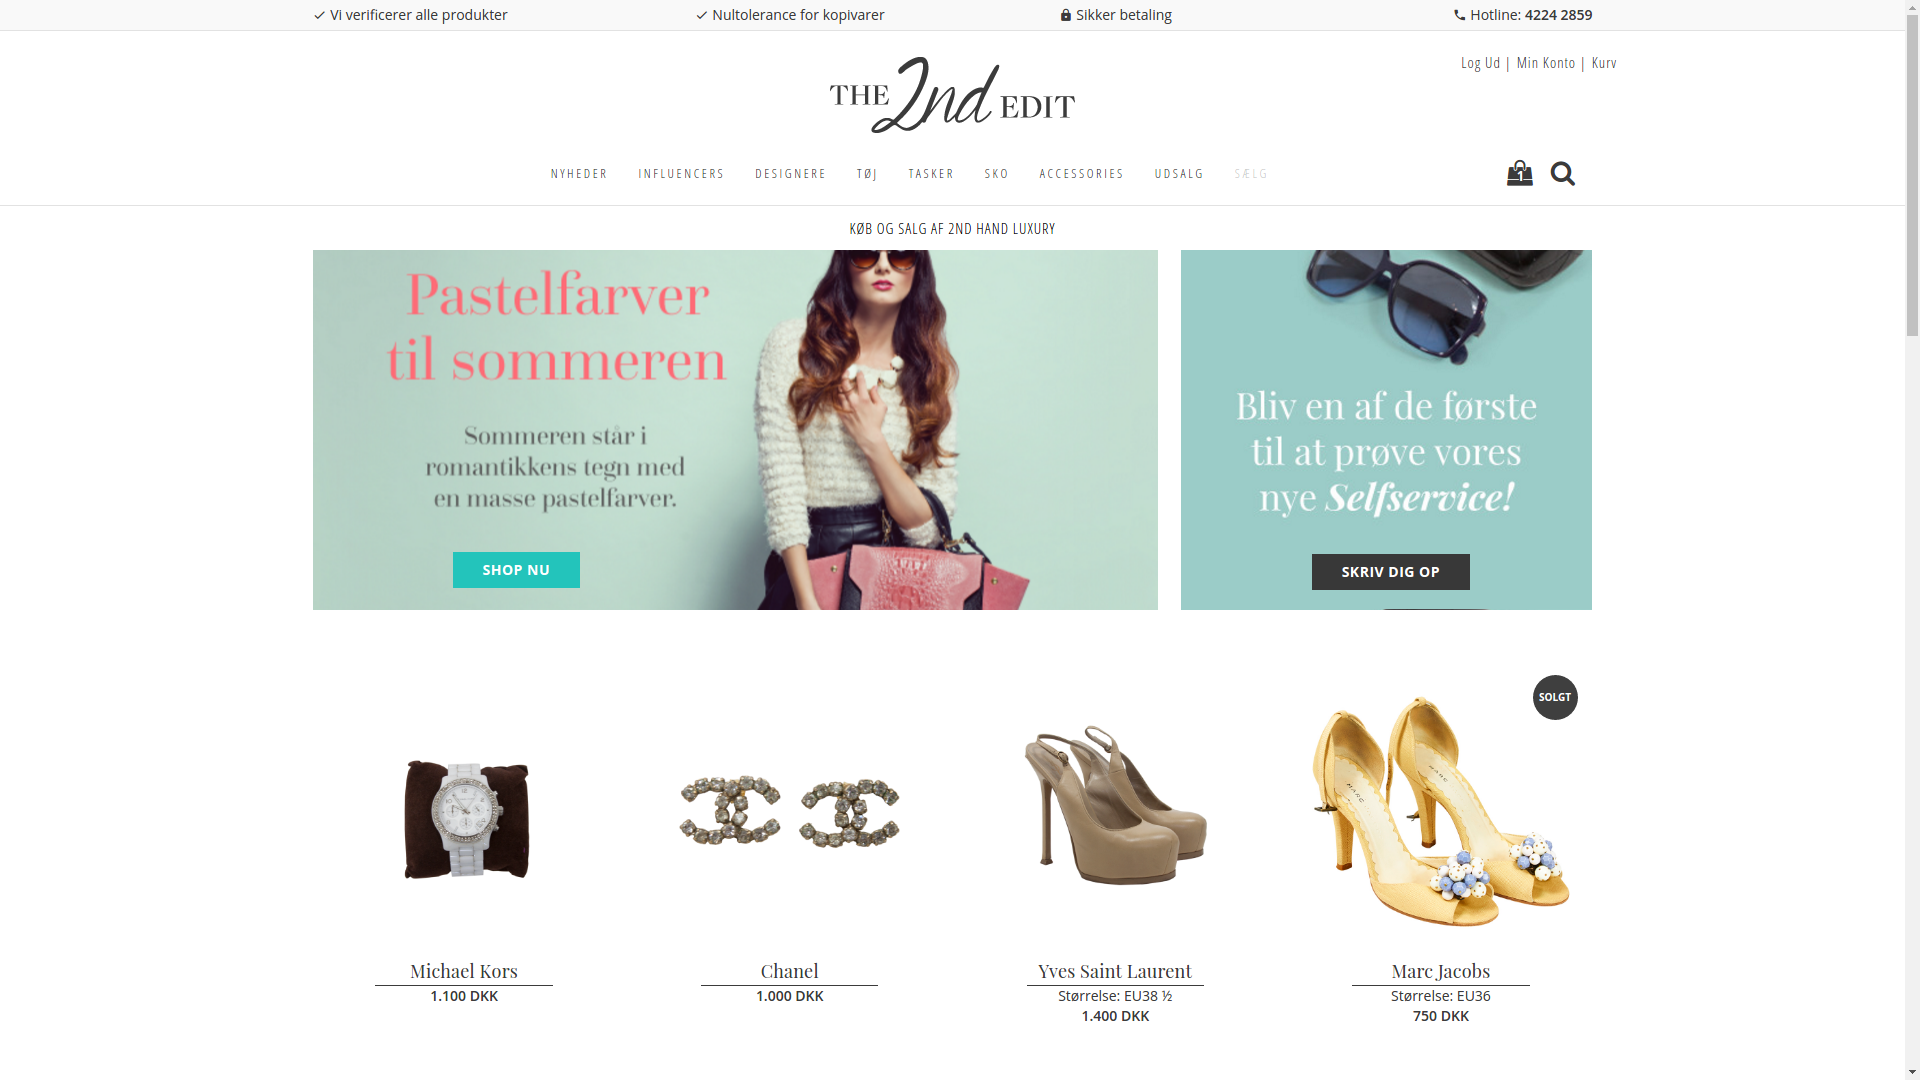 Vi verificerer alle produkter
Nultolerance for kopivarer
Sikker betaling
Hotline: 4224 2859
Log Ud | Min Konto | Kurv
THE 2nd EDIT
NYHEDER INFLUENCERS DESIGNERE TØJ TASKER SKO ACCESSORIES UDSALG SÆLG
1
KØB OG SALG AF 2ND HAND LUXURY
Pastelfarver
til sommeren
Sommeren står i
romantikkens tegn med
en masse pastelfarver.
SHOP NU
Bliv en af de første
til at prøve vores
nye Selfservice!
SKRIV DIG OP
SOLGT
MARC
MARC
Michael Kors
1.100 DKK
Chanel
1.000 DKK
Yves Saint Laurent
Størrelse: EU38 ½
1.400 DKK
Marc Jacobs
Størrelse: EU36
750 DKK